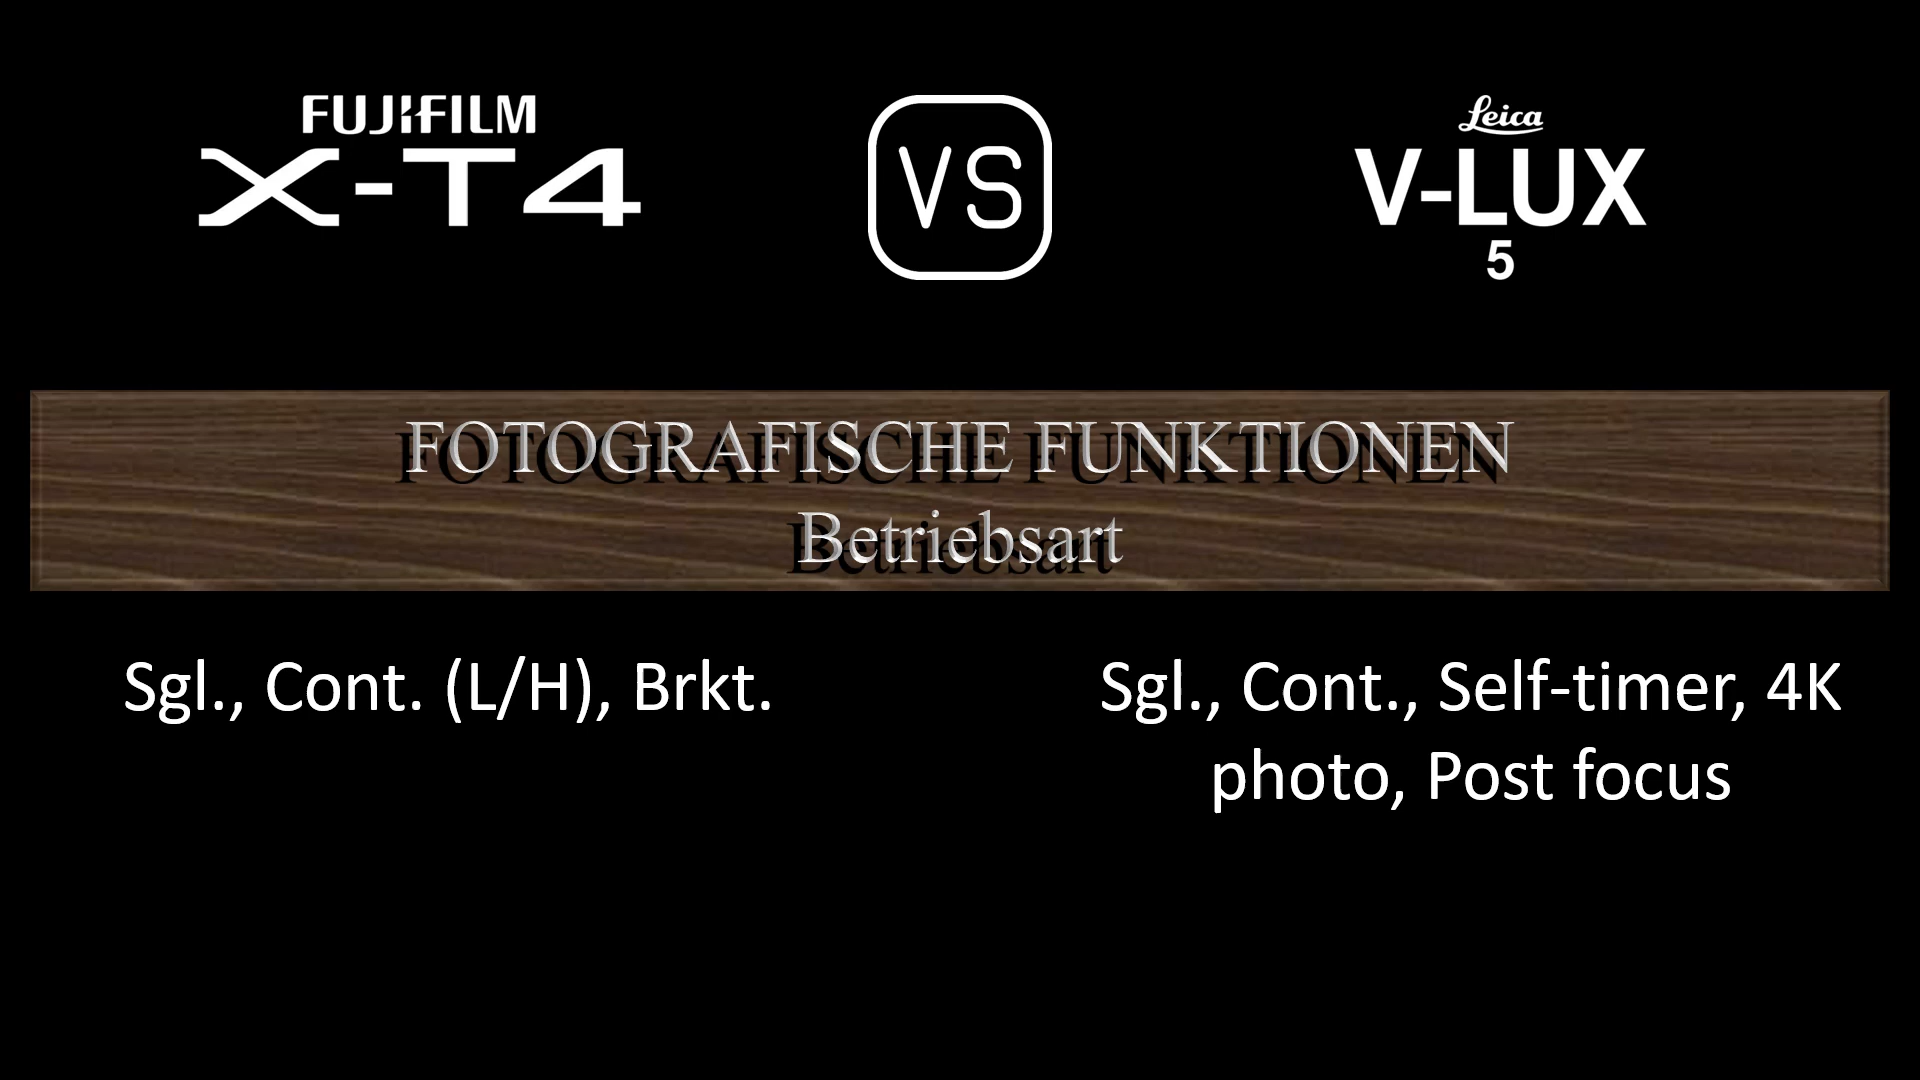 FUJIFILM
X-T4
VS
Leica
V-LUX
5
FOTOGRAFISCHE FUNKTIONEN
Betriebsart
Sgl., Cont. (L/H), Brkt.
Sgl., Cont., Self-timer, 4K
photo, Post focus